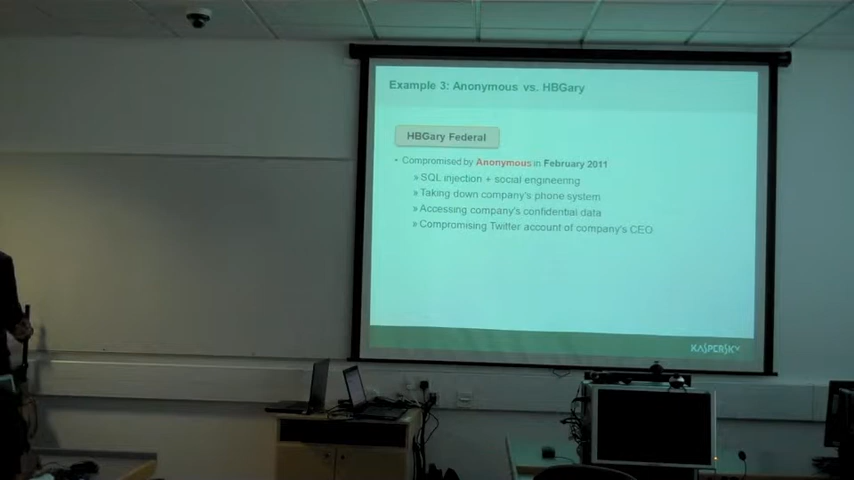 Example 3: Anonymous vs. HBGary
HBGary Federal
• Compromised by Anonymous in February 2011
» SQL injection + social engineering
» Taking down company's phone system
» Accessing company's confidential data
» Compromising Twitter account of company's CEO
KASPERSKY